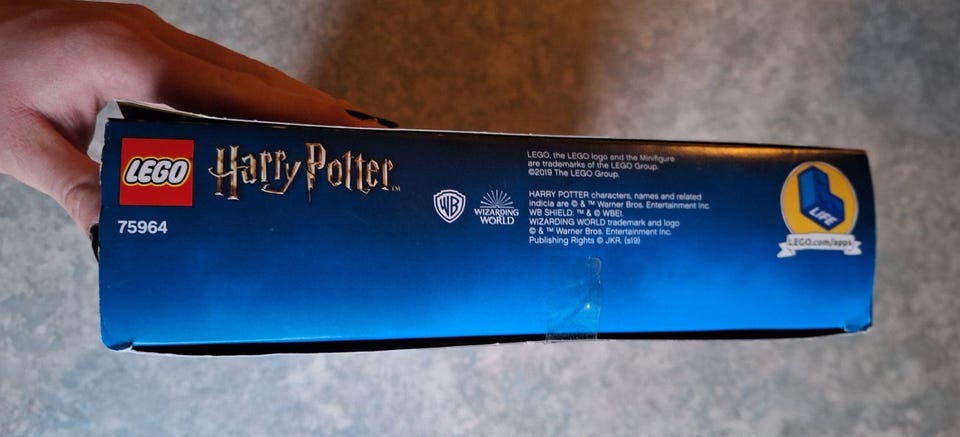 LEGO
Harry Potter™
75964
WB
WIZARDING
WORLD
LEGO, the LEGO logo and the Minifigure
are trademarks of the LEGO Group.
©2019 The LEGO Group.
HARRY POTTER characters, names and related
indicia are © & ™ Warner Bros. Entertainment Inc.
WB SHIELD: ™ & © WBEI.
WIZARDING WORLD trademark and logo
© & ™ Warner Bros. Entertainment Inc.
Publishing Rights © JKR. (s19)
LIFE
LEGO.com/apps